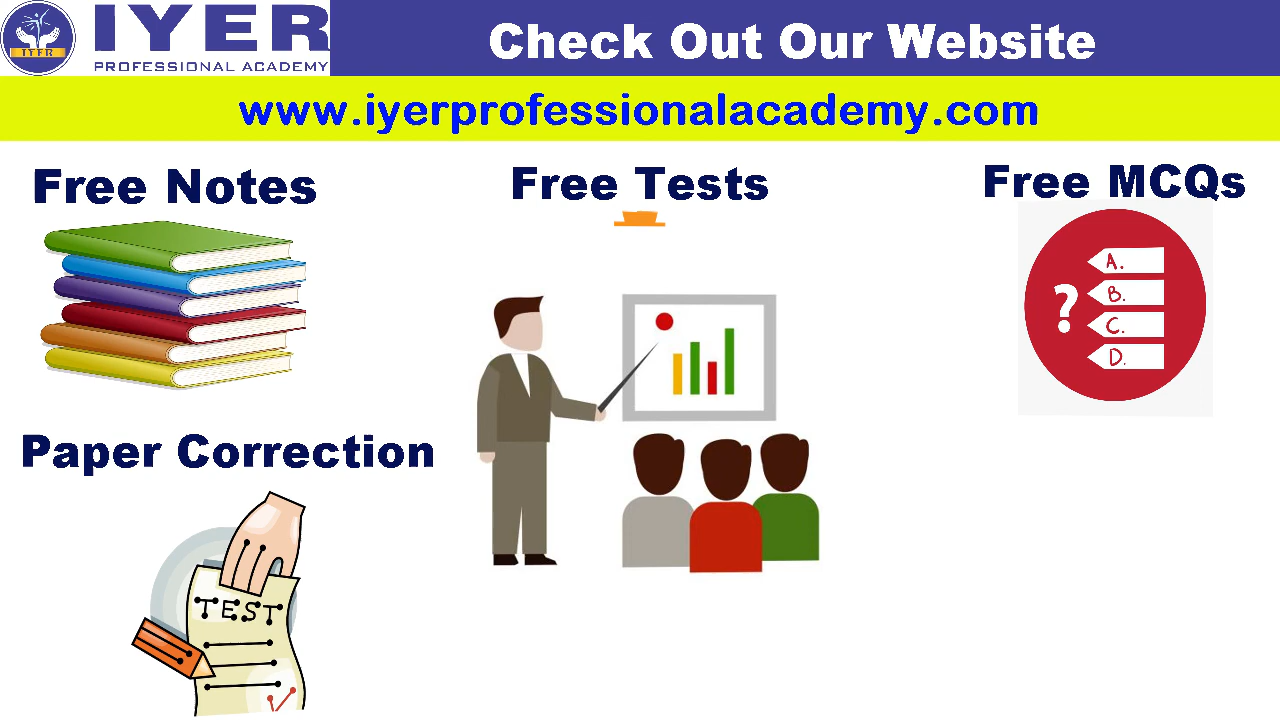 IYER
IYER
PROFESSIONAL ACADEMY
Check Out Our Website
www.iyerprofessionalacademy.com
Free Notes
Free Tests
Free MCQs
?
A.
B.
C.
D.
Paper Correction
TEST